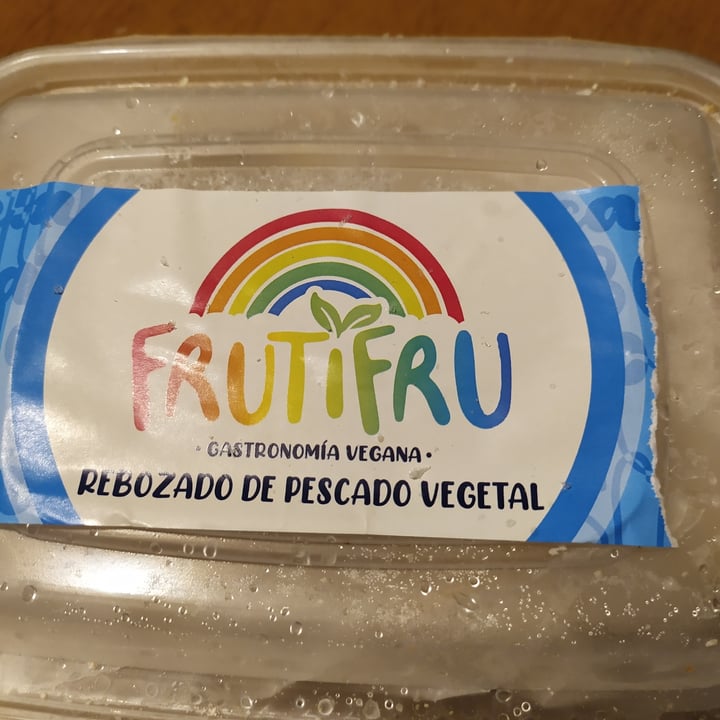 FRUTIFRU
• GASTRONOMÍA VEGANA •
REBOZADO DE PESCADO VEGETAL